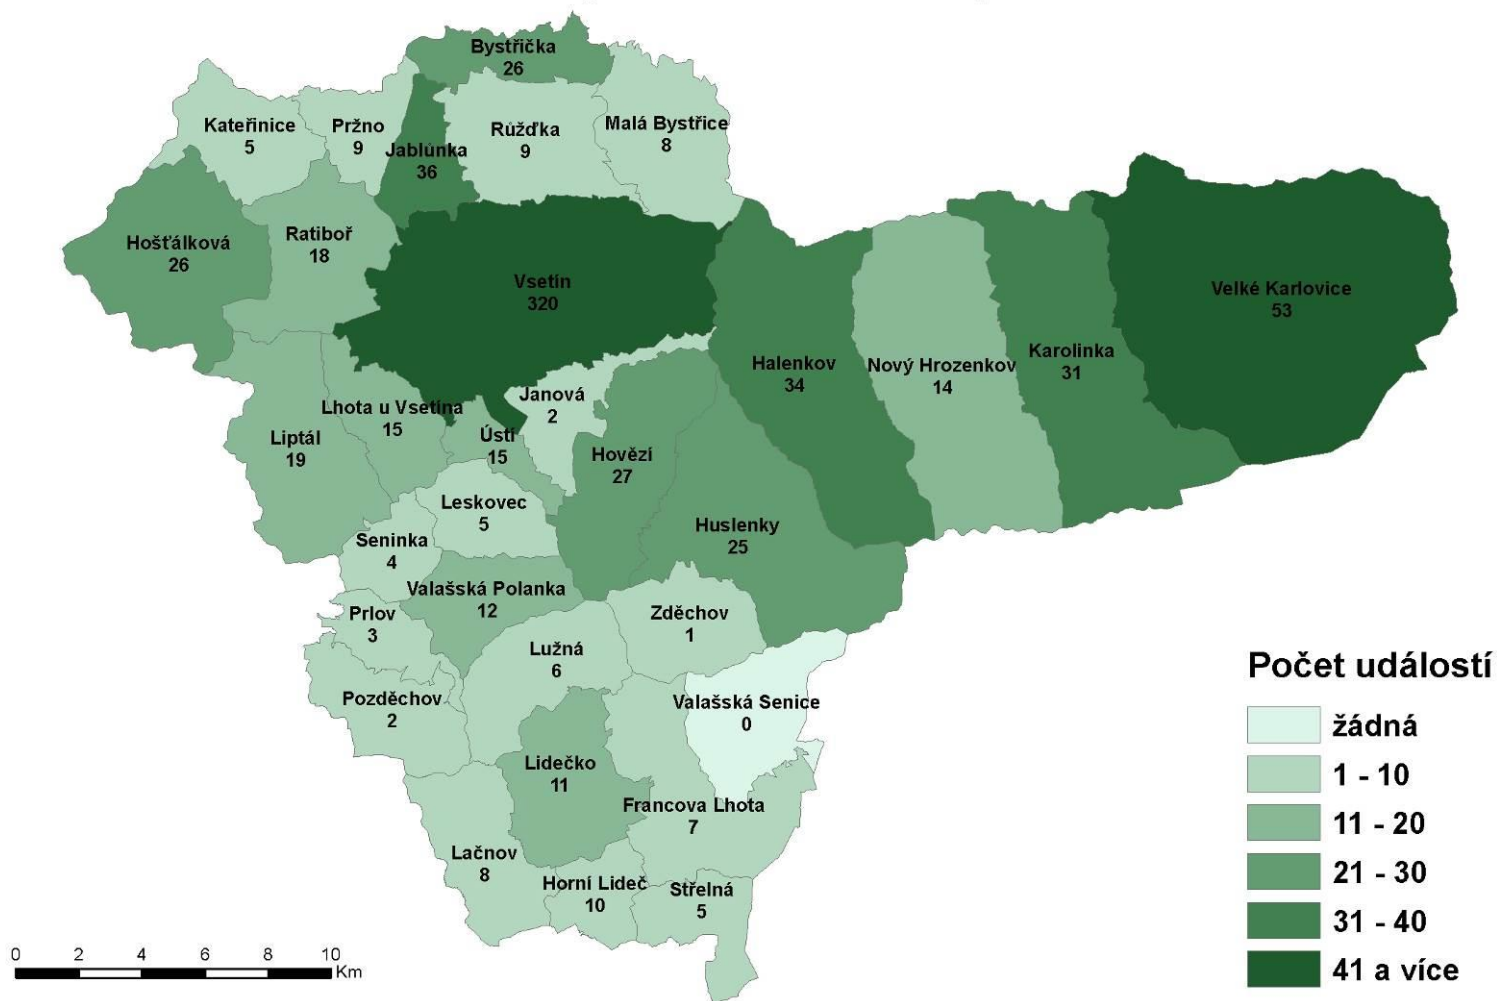 Bystřička
26
Kateřinice
5
Pržno
9
Jablůnka
36
Růžďka
9
Malá Bystřice
8
Hošťálková
26
Ratiboř
18
Vsetín
320
Velké Karlovice
53
Halenkov
34
Nový Hrozenkov
14
Karolinka
31
Janová
2
Lhota u Vsetína
15
Liptál
19
Ústí
15
Hovězí
27
Leskovec
5
Huslenky
25
Seninka
4
Valašská Polanka
12
Prlov
3
Zděchov
1
Lužná
6
Pozděchov
2
Valašská Senice
0
Lidečko
11
Francova Lhota
7
Lačnov
8
Horní Lideč
10
Střelná
5
Počet událostí
žádná
1 - 10
11 - 20
21 - 30
31 - 40
41 a více
0 2 4 6 8 10
Km